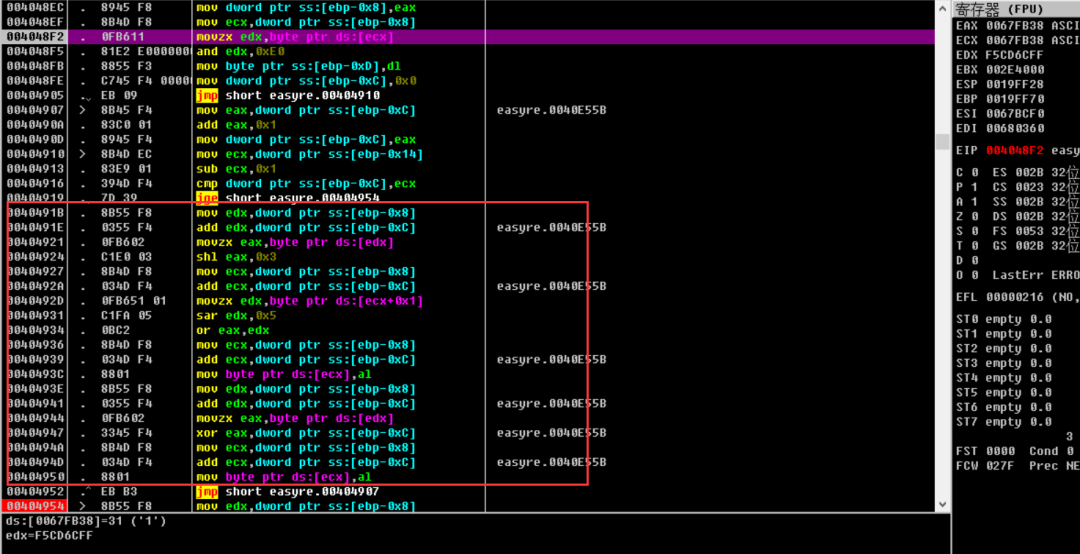 004048EC . 8945 F8 mov dword ptr ss:[ebp-0x8],eax
004048EF . 8B4D F8 mov ecx,dword ptr ss:[ebp-0x8]
004048F2 . 0FB611 movzx edx,byte ptr ds:[ecx]
004048F5 . 81E2 E0000000 and edx,0xE0
004048FB . 8855 F3 mov byte ptr ss:[ebp-0xD],dl
004048FE . C745 F4 0000 mov dword ptr ss:[ebp-0xC],0x0
00404905 . EB 09 jmp short easyre.00404910
00404907 > 8B45 F4 mov eax,dword ptr ss:[ebp-0xC] easyre.0040E55B
0040490A . 83C0 01 add eax,0x1
0040490D . 8945 F4 mov dword ptr ss:[ebp-0xC],eax
00404910 > 8B4D EC mov ecx,dword ptr ss:[ebp-0x14]
00404913 . 83E9 01 sub ecx,0x1
00404916 . 394D F4 cmp dword ptr ss:[ebp-0xC],ecx
00404919 . 7D 39 jge short easyre.00404954
0040491B . 8B55 F8 mov edx,dword ptr ss:[ebp-0x8]
0040491E . 0355 F4 add edx,dword ptr ss:[ebp-0xC] easyre.0040E55B
00404921 . 0FB602 movzx eax,byte ptr ds:[edx]
00404924 . C1E0 03 shl eax,0x3
00404927 . 8B4D F8 mov ecx,dword ptr ss:[ebp-0x8]
0040492A . 034D F4 add ecx,dword ptr ss:[ebp-0xC] easyre.0040E55B
0040492D . 0FB651 01 movzx edx,byte ptr ds:[ecx+0x1]
00404931 . C1FA 05 sar edx,0x5
00404934 . 0BC2 or eax,edx
00404936 . 8B4D F8 mov ecx,dword ptr ss:[ebp-0x8]
00404939 . 034D F4 add ecx,dword ptr ss:[ebp-0xC] easyre.0040E55B
0040493C . 8801 mov byte ptr ds:[ecx],al
0040493E . 8B55 F8 mov edx,dword ptr ss:[ebp-0x8]
00404941 . 0355 F4 add edx,dword ptr ss:[ebp-0xC] easyre.0040E55B
00404944 . 0FB602 movzx eax,byte ptr ds:[edx]
00404947 . 3345 F4 xor eax,dword ptr ss:[ebp-0xC] easyre.0040E55B
0040494A . 8B4D F8 mov ecx,dword ptr ss:[ebp-0x8]
0040494D . 034D F4 add ecx,dword ptr ss:[ebp-0xC] easyre.0040E55B
00404950 . 8801 mov byte ptr ds:[ecx],al
00404952 .^ EB B3 jmp short easyre.00404907
00404954 > 8B55 F8 mov edx,dword ptr ss:[ebp-0x8]
ds:[0067FB38]=31 ('1')
edx=F5CD6CFF
寄存器 (FPU)
EAX 0067FB38 ASCI
ECX 0067FB38 ASCI
EDX F5CD6CFF
EBX 002E4000
ESP 0019FF28
EBP 0019FF70
ESI 0067BCF0
EDI 00680360
EIP 004048F2 easy
C 0 ES 002B 32位
P 1 CS 0023 32位
A 1 SS 002B 32位
Z 0 DS 002B 32位
S 0 FS 0053 32位
T 0 GS 002B 32位
D 0
O 0 LastErr ERRO
EFL 00000216 (NO,
ST0 empty 0.0
ST1 empty 0.0
ST2 empty 0.0
ST3 empty 0.0
ST4 empty 0.0
ST5 empty 0.0
ST6 empty 0.0
ST7 empty 0.0
3
FST 0000 Cond 0
FCW 027F Prec NE